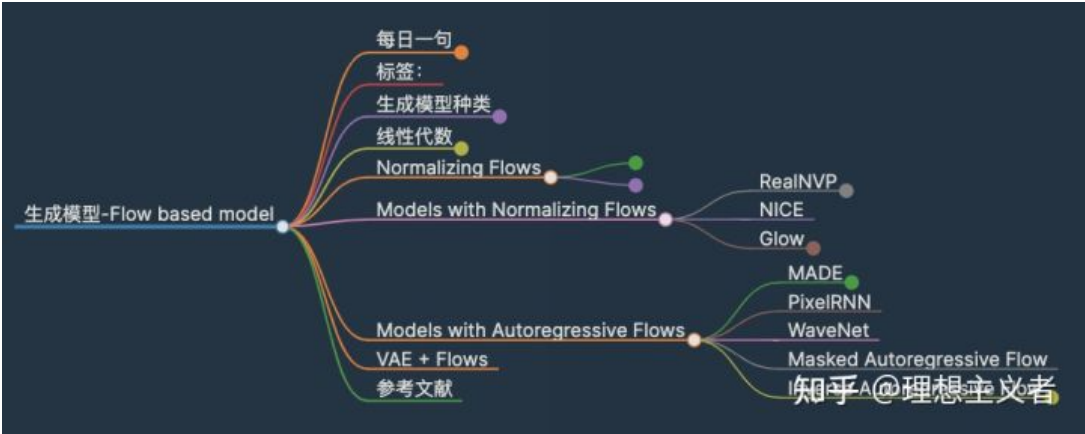 每日一句
标签：
生成模型种类
线性代数
Normalizing Flows
RealNVP
生成模型-Flow based model
Models with Normalizing Flows
NICE
Glow
MADE
PixelRNN
Models with Autoregressive Flows
WaveNet
VAE + Flows
Masked Autoregressive Flow
参考文献
知乎 @理想主义者